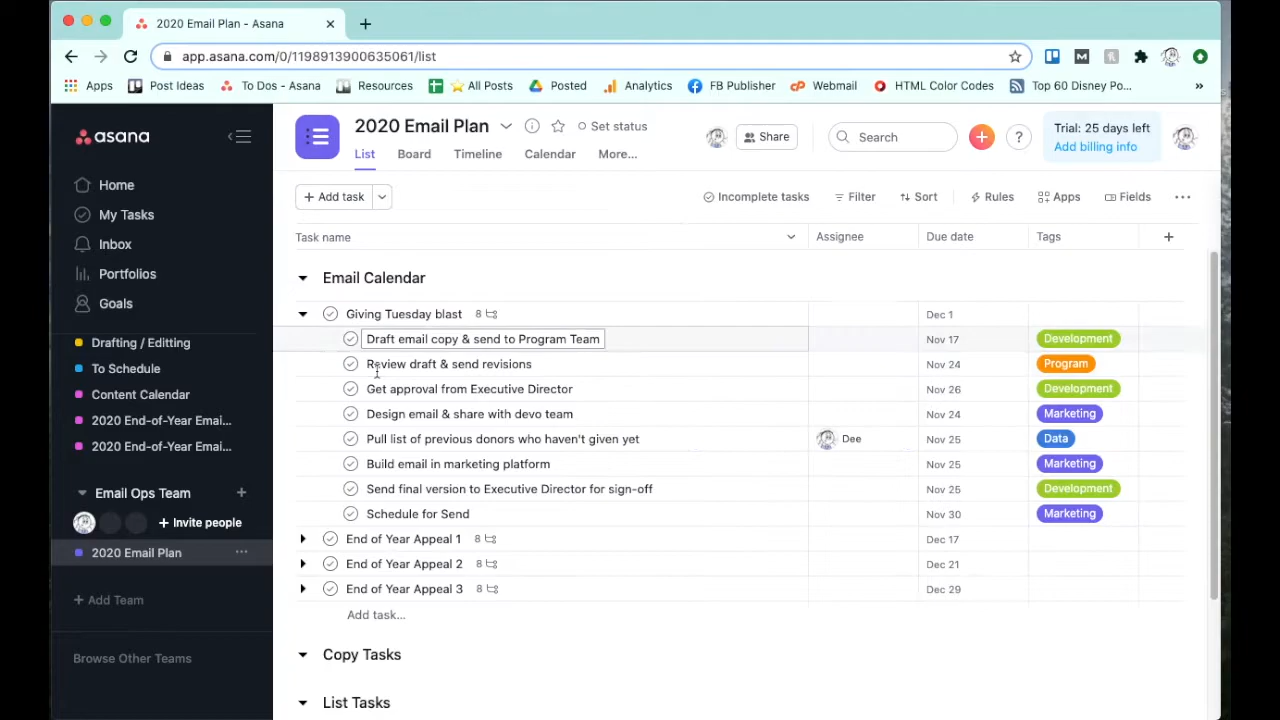 2020 Email Plan - Asana
app.asana.com/0/1198913900635061/list
Apps Post Ideas To Dos - Asana Resources All Posts Posted Analytics FB Publisher Webmail HTML Color Codes Top 60 Disney Po... »
asana
Home
My Tasks
Inbox
Portfolios
Goals
Drafting / Editing
To Schedule
Content Calendar
2020 End-of-Year Emai...
2020 End-of-Year Emai...
Email Ops Team +
+ Invite people
2020 Email Plan ...
+ Add Team
Browse Other Teams
2020 Email Plan Set status
Share
Search
+ ?
Trial: 25 days left
Add billing info
List Board Timeline Calendar More...
+ Add task
Incomplete tasks Filter Sort Rules Apps Fields ...
Task name Assignee Due date Tags +
Email Calendar
Giving Tuesday blast 8 Dec 1
Draft email copy & send to Program Team Nov 17 Development
Review draft & send revisions Nov 24 Program
Get approval from Executive Director Nov 26 Development
Design email & share with devo team Nov 24 Marketing
Pull list of previous donors who haven't given yet Dee Nov 25 Data
Build email in marketing platform Nov 25 Marketing
Send final version to Executive Director for sign-off Nov 25 Development
Schedule for Send Nov 30 Marketing
End of Year Appeal 1 8 Dec 17
End of Year Appeal 2 8 Dec 21
End of Year Appeal 3 8 Dec 29
Add task...
Copy Tasks
List Tasks